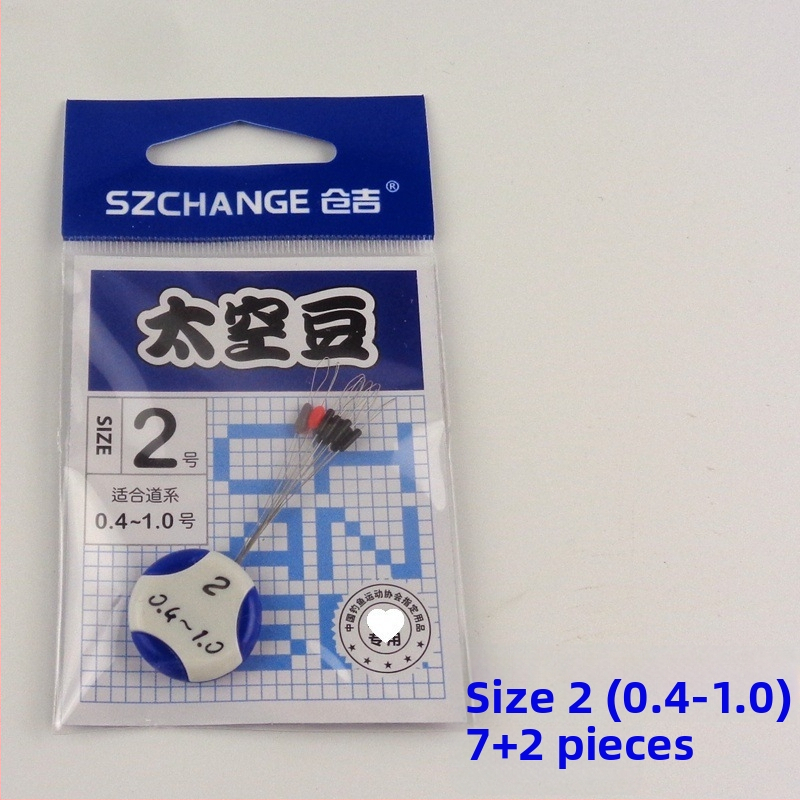 SZCHANGE 仓吉®
太空豆
SIZE 2号
适合道系
0.4~1.0号
2
0.4~1.0
中国钓鱼运动协会指定用品
专用
Size 2 (0.4-1.0)
7+2 pieces